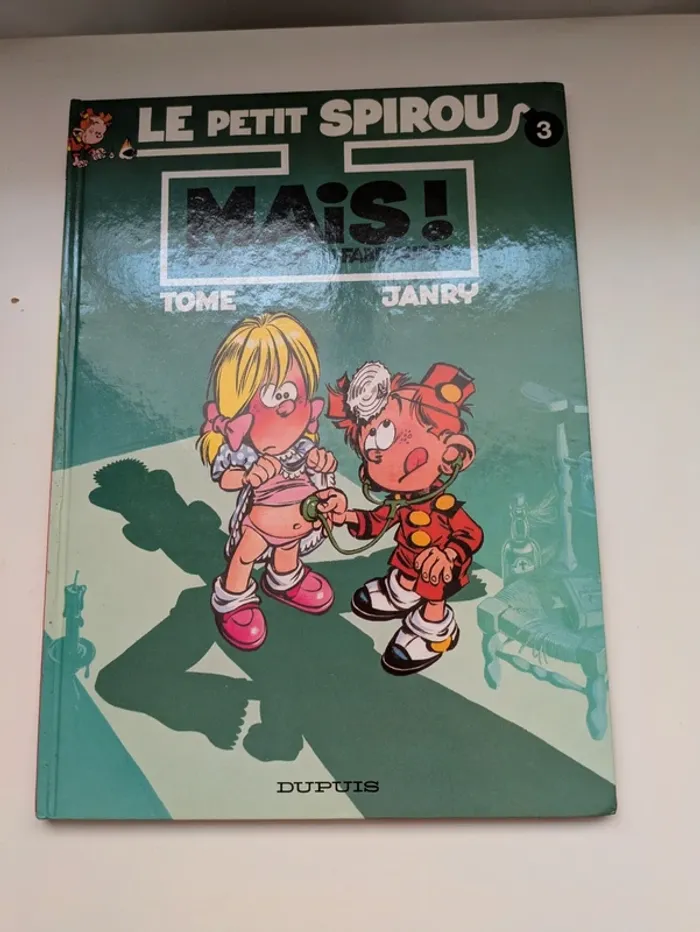 LE PETIT SPIROU
3
MAiS!
TOME
JANRY
DUPUIS